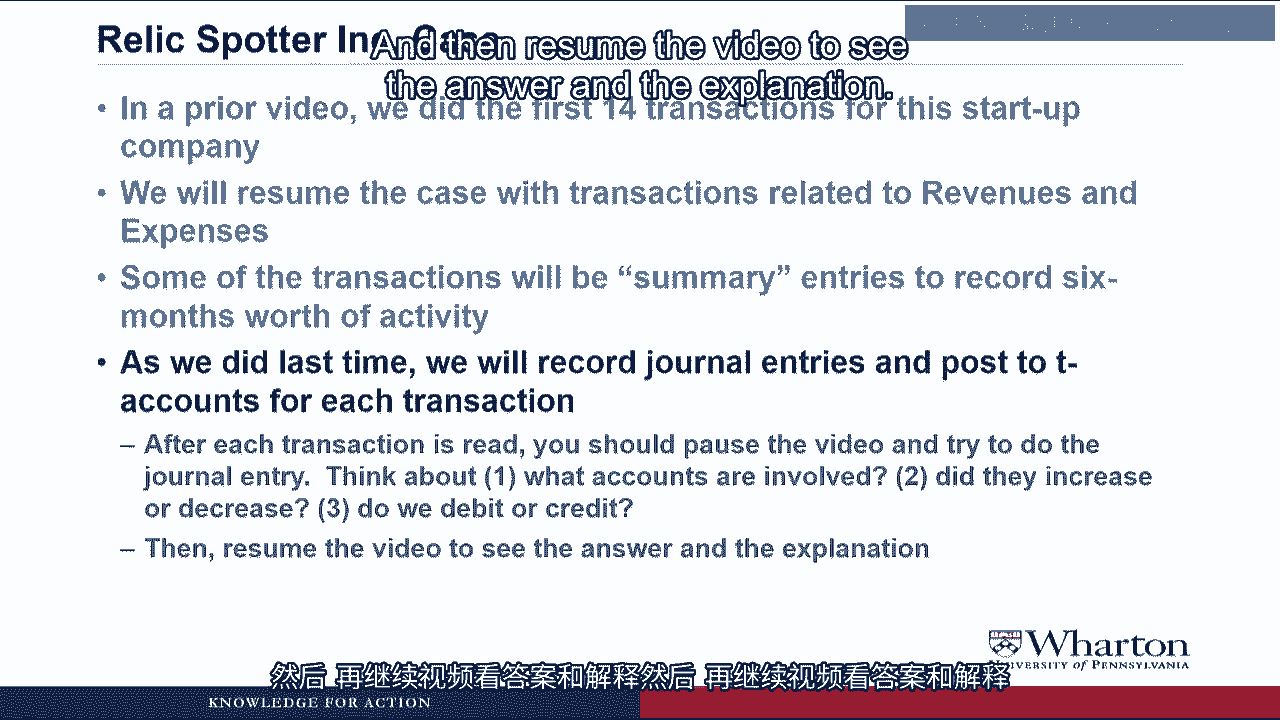 Relic Spotter Inc. Case
And then resume the video to see
the answer and the explanation.
• In a prior video, we did the first 14 transactions for this start-up
company
• We will resume the case with transactions related to Revenues and
Expenses
• Some of the transactions will be “summary” entries to record six-
months worth of activity
• As we did last time, we will record journal entries and post to t-
accounts for each transaction
– After each transaction is read, you should pause the video and try to do the
journal entry. Think about (1) what accounts are involved? (2) did they increase
or decrease? (3) do we debit or credit?
– Then, resume the video to see the answer and the explanation
Wharton
UNIVERSITY of PENNSYLVANIA
然后 再继续视频看答案和解释然后 再继续视频看答案和解释
KNOWLEDGE FOR ACTION